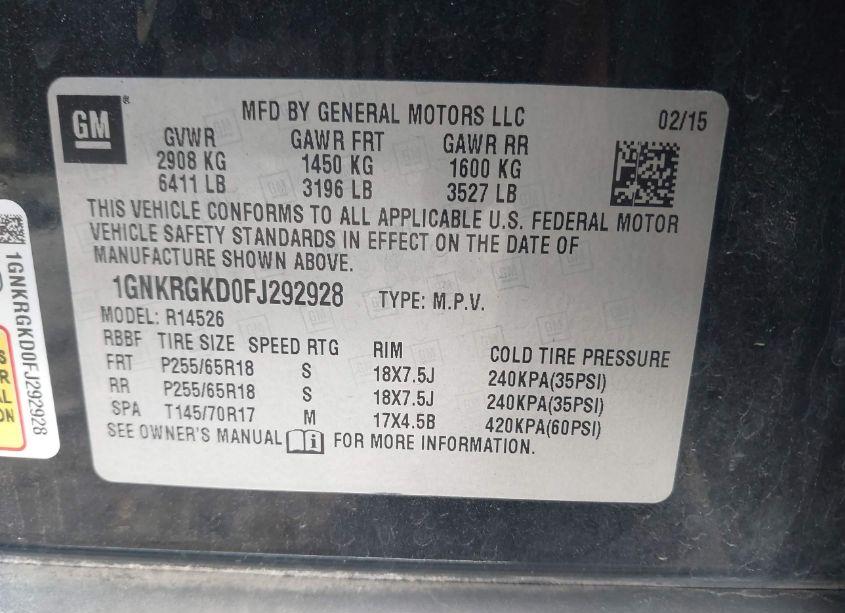 GM ®
MFD BY GENERAL MOTORS LLC 02/15
GVWR GAWR FRT GAWR RR
2908 KG 1450 KG 1600 KG
6411 LB 3196 LB 3527 LB
THIS VEHICLE CONFORMS TO ALL APPLICABLE U.S. FEDERAL MOTOR
VEHICLE SAFETY STANDARDS IN EFFECT ON THE DATE OF
MANUFACTURE SHOWN ABOVE.
1GNKRGKD0FJ292928 TYPE: M.P.V.
MODEL: R14526
RBBF TIRE SIZE SPEED RTG RIM COLD TIRE PRESSURE
FRT P255/65R18 S 18X7.5J 240KPA(35PSI)
RR P255/65R18 S 18X7.5J 240KPA(35PSI)
SPA T145/70R17 M 17X4.5B 420KPA(60PSI)
SEE OWNER'S MANUAL i FOR MORE INFORMATION.
1GNKRGKD0FJ292928